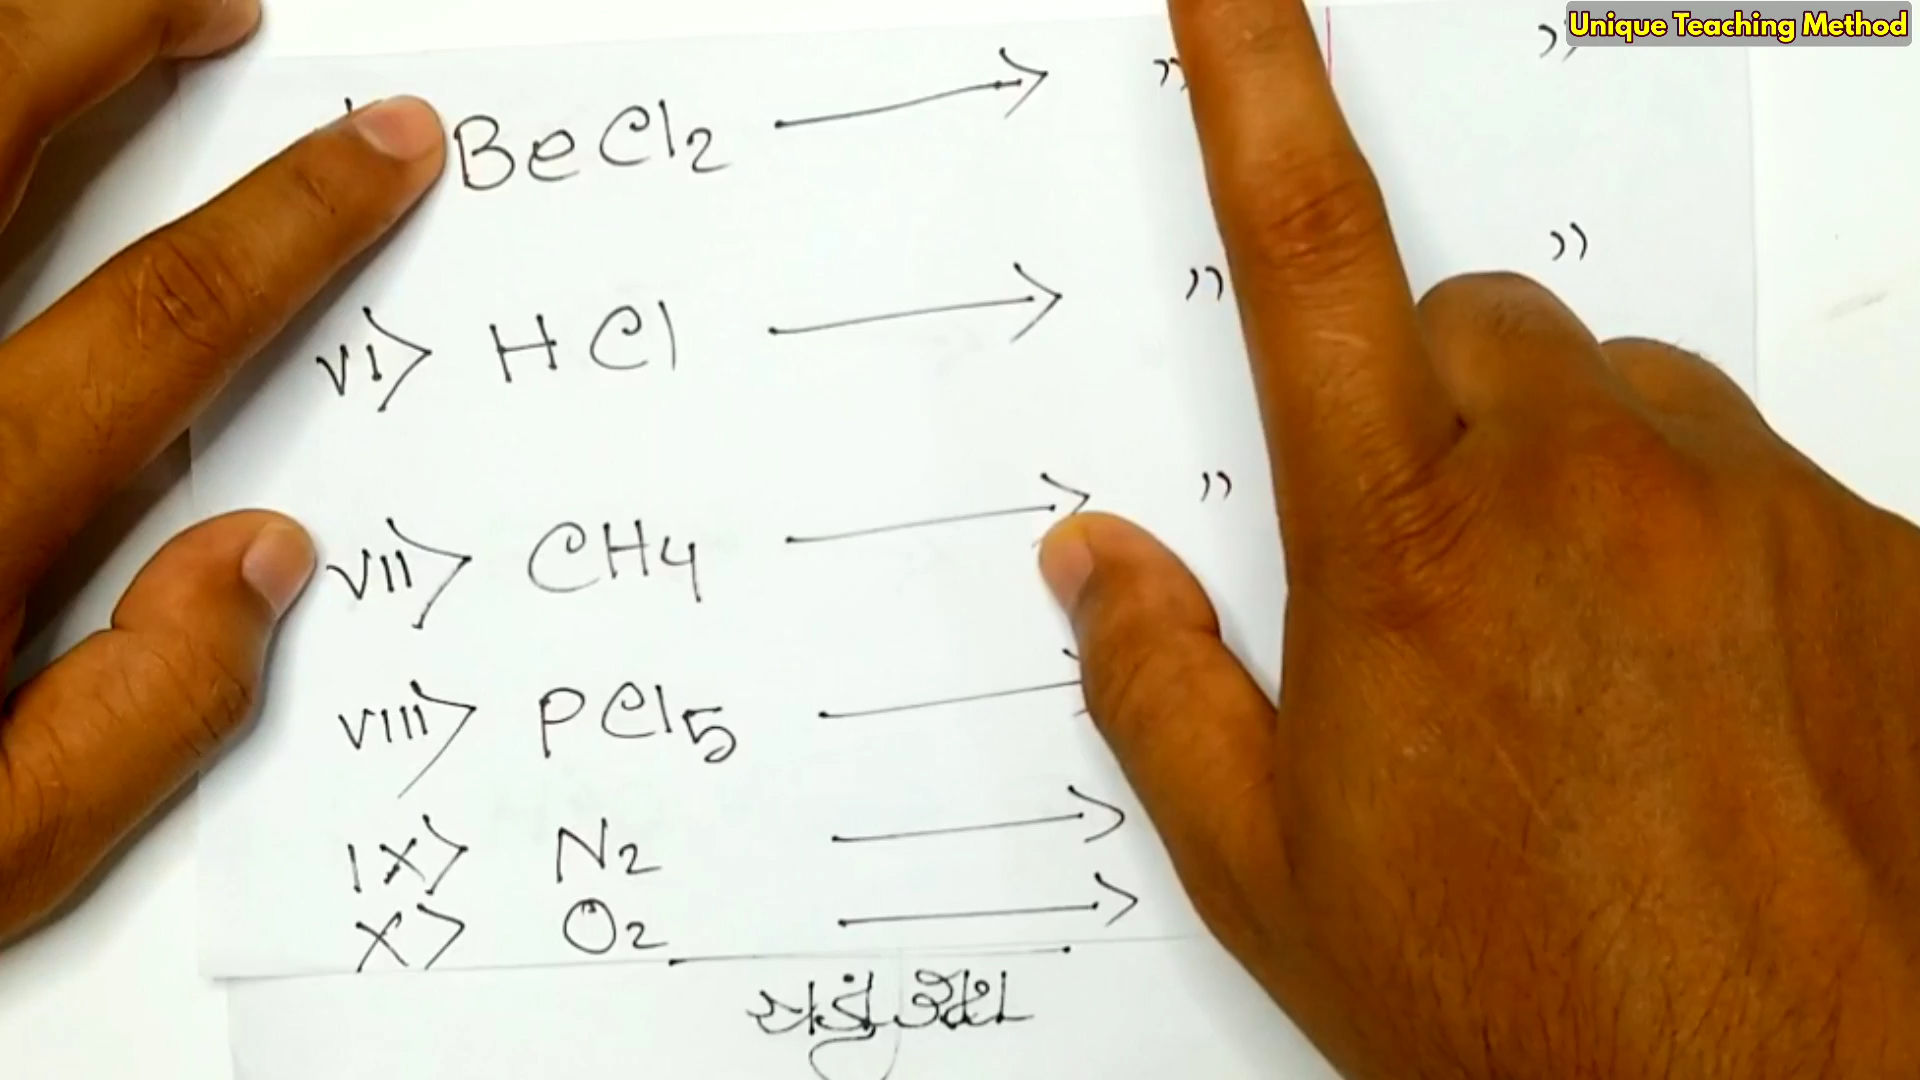 Unique Teaching Method
BeCl₂ ⟶ " "
VI> HCl ⟶ " "
VII> CH4 ⟶ "
VIII> PCl5 ⟶
IX> N2 ⟶
X> O2 ⟶